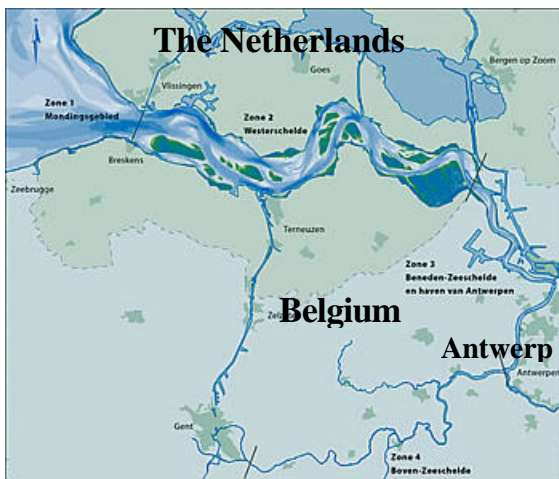 The Netherlands
Bergen op Zoom
Goes
Vlissingen
Zone 1
Mondingsgebied
Zone 2
Westerschelde
Breskens
Zeebrugge
Terneuzen
Zone 3
Beneden-Zeeschelde
en haven van Antwerpen
Belgium
Antwerp
Antwerpen
Gent
Zone 4
Boven-Zeeschelde